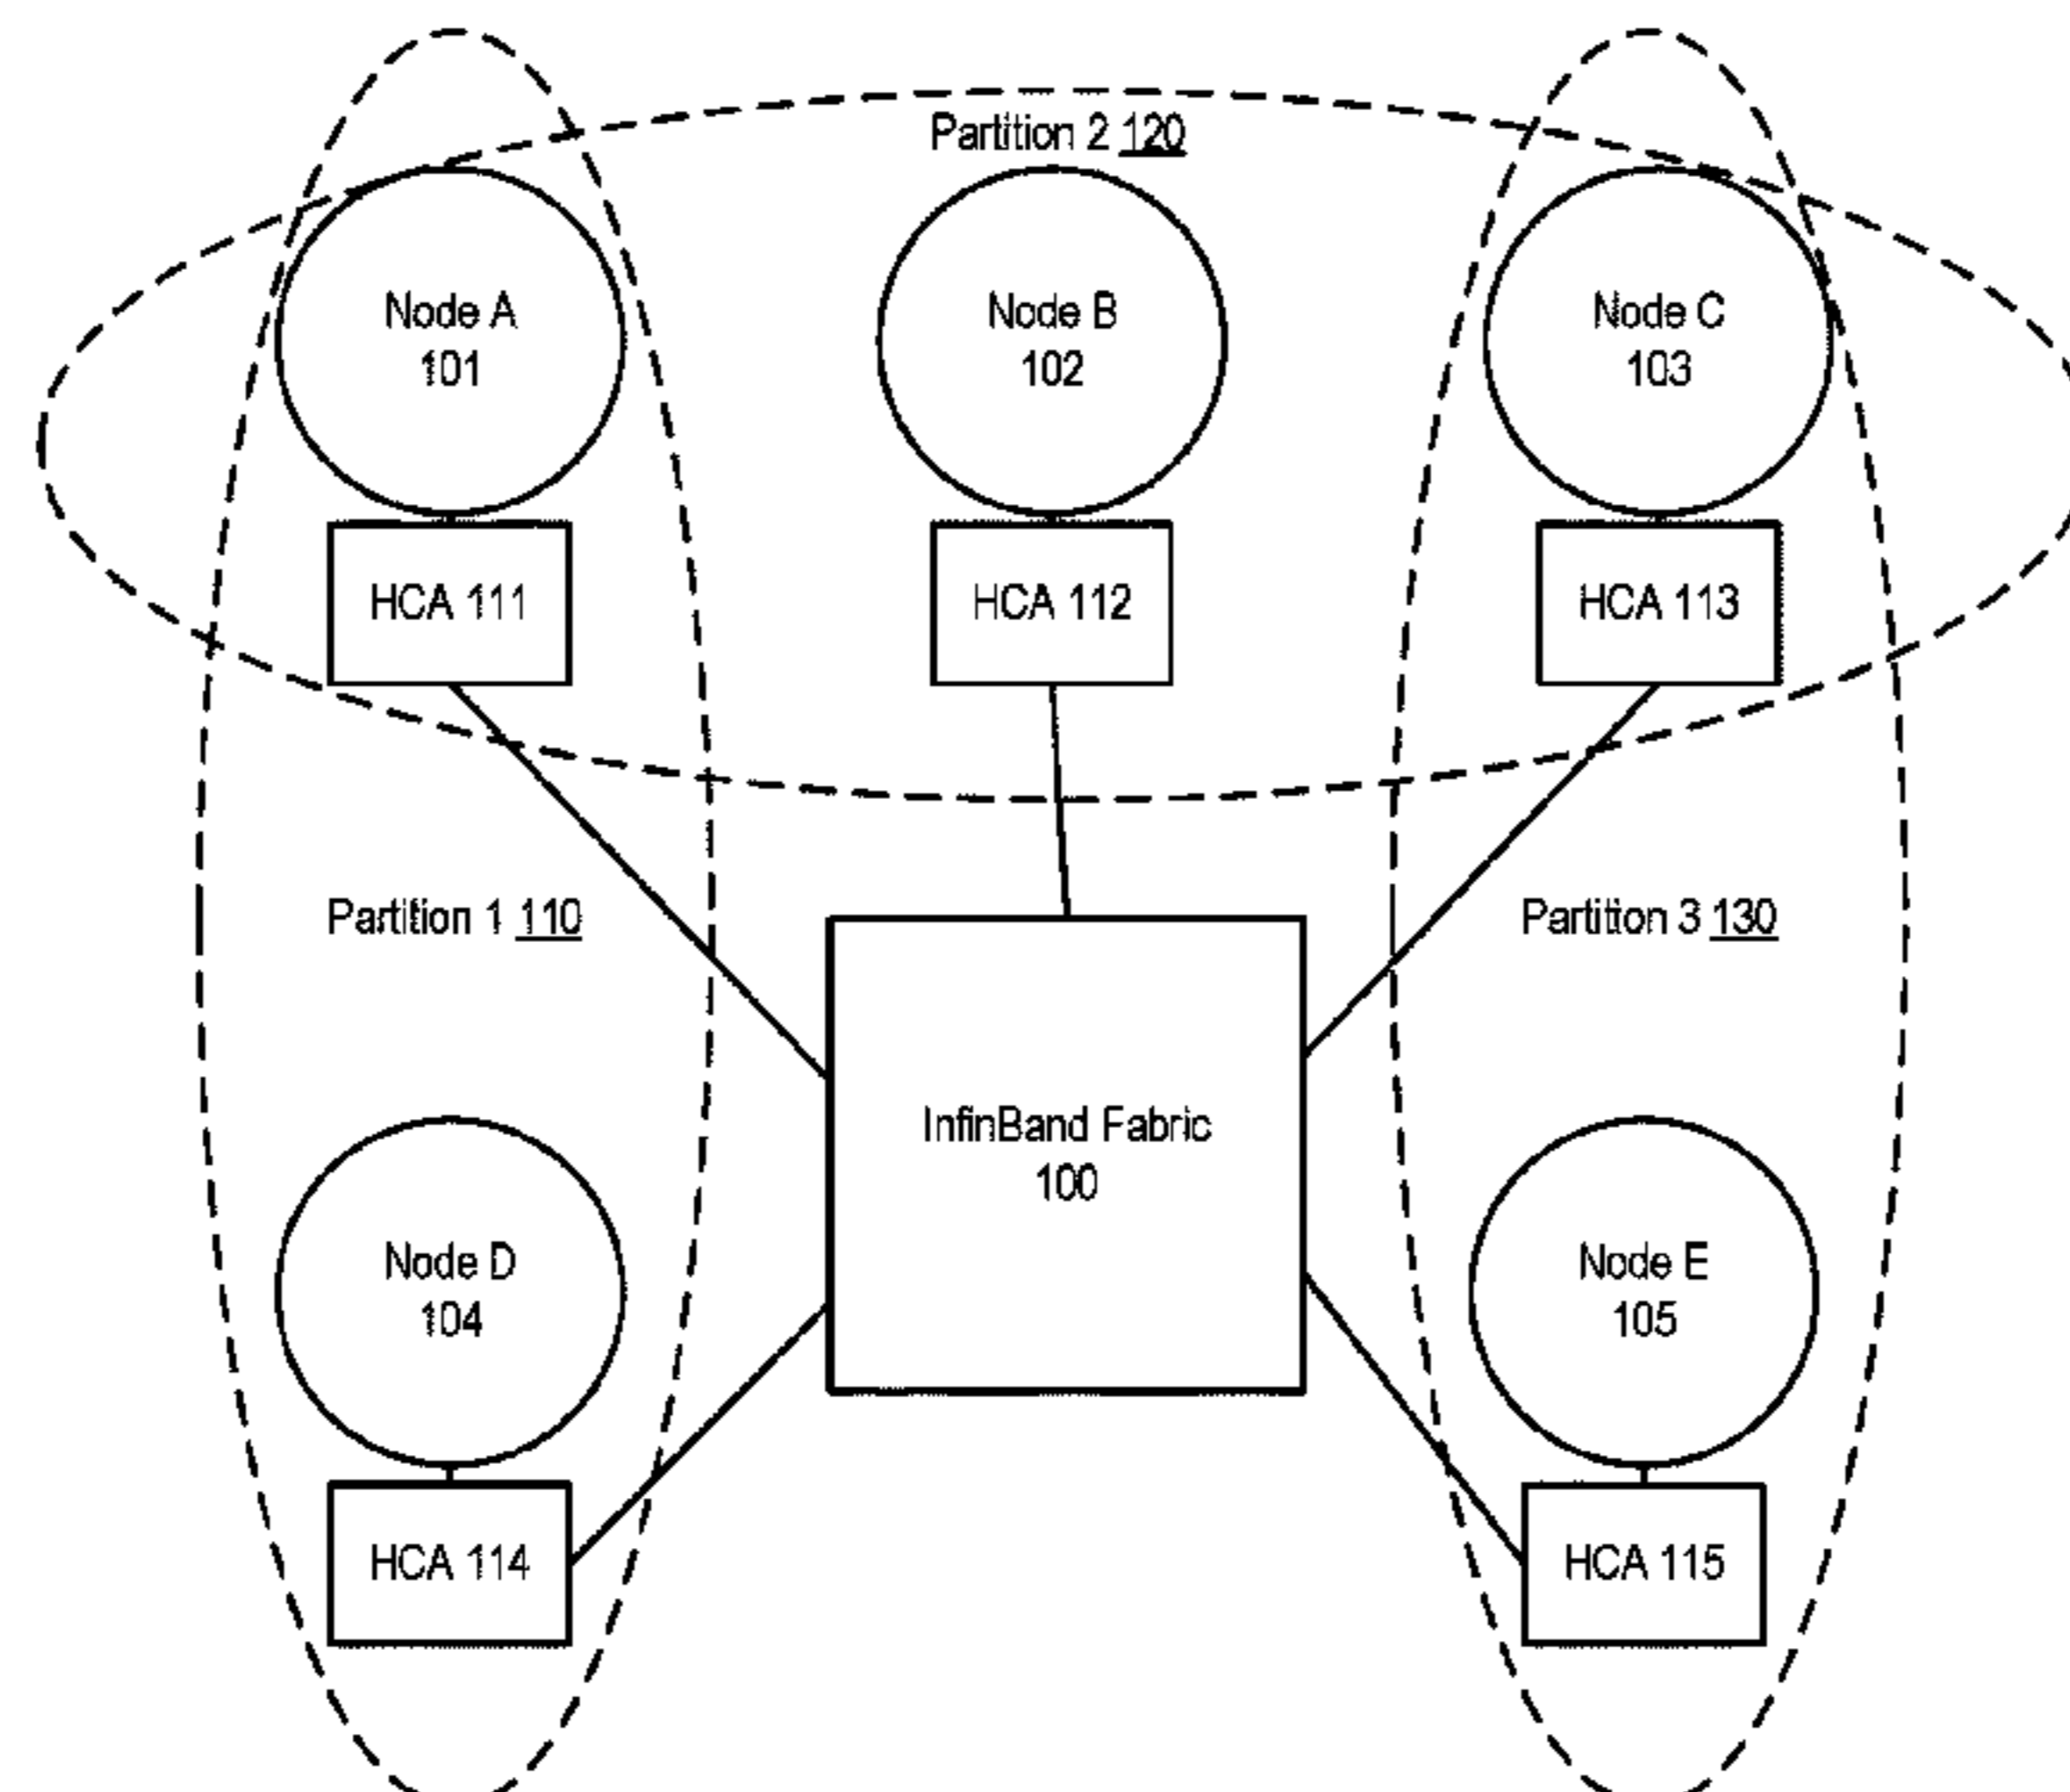 Partition 2 120
Node A
101
Node B
102
Node C
103
HCA 111
HCA 112
HCA 113
Partition 1 110
Partition 3 130
InfinBand Fabric
100
Node D
104
Node E
105
HCA 114
HCA 115